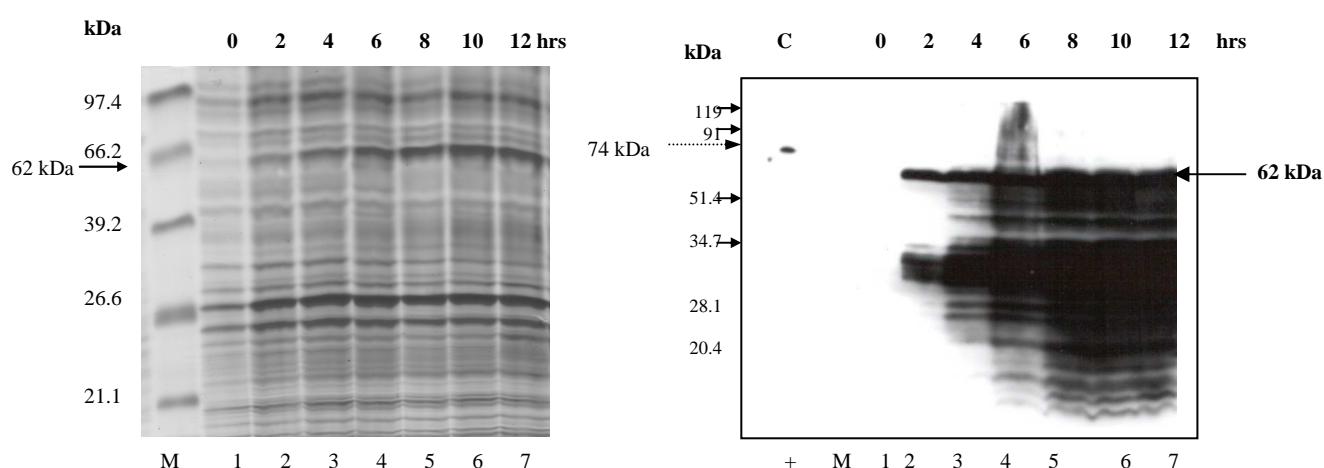 kDa
0 2 4 6 8 10 12 hrs
97.4
66.2
62 kDa
39.2
26.6
21.1
M 1 2 3 4 5 6 7
kDa
C 0 2 4 6 8 10 12 hrs
119
91
74 kDa
62 kDa
51.4
34.7
28.1
20.4
+ M 1 2 3 4 5 6 7